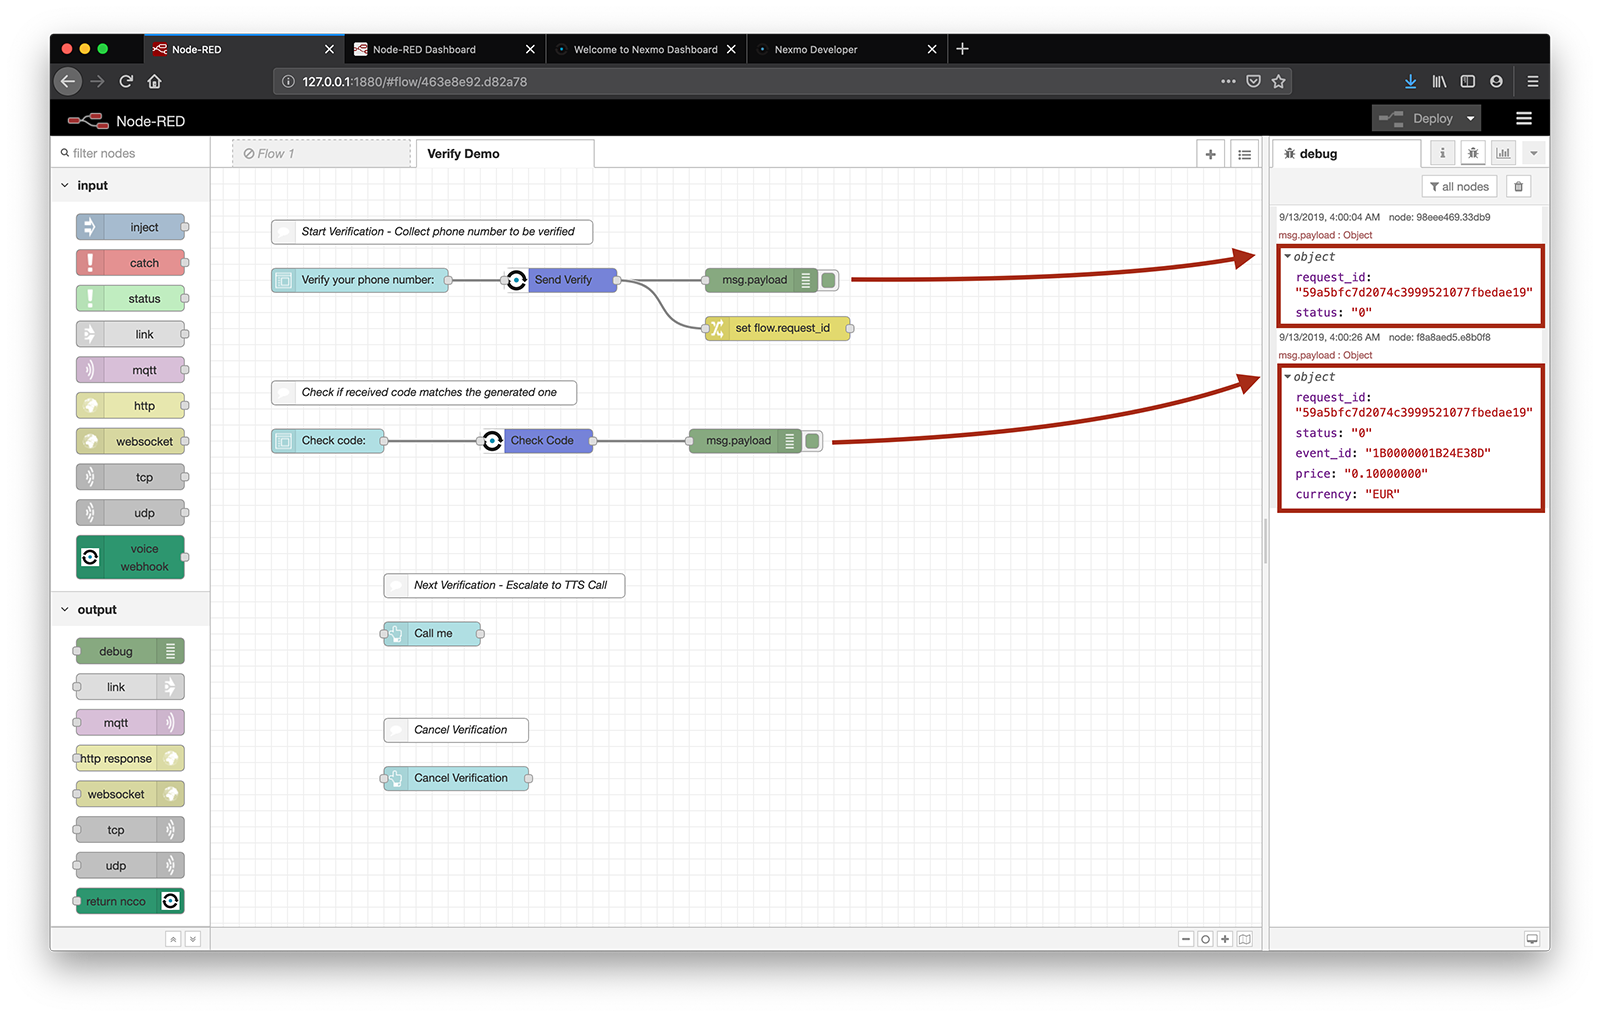 Node-RED
Node-RED Dashboard
Welcome to Nexmo Dashboard
Nexmo Developer
127.0.0.1:1880/#flow/463e8e92.d82a78
Node-RED
Deploy
filter nodes
Flow 1
Verify Demo
debug
all nodes
input
inject
catch
status
link
mqtt
http
websocket
tcp
udp
voice
webhook
output
debug
link
mqtt
http response
websocket
tcp
udp
return ncco
Start Verification - Collect phone number to be verified
Verify your phone number:
Send Verify
msg.payload
set flow.request_id
Check if received code matches the generated one
Check code:
Check Code
msg.payload
Next Verification - Escalate to TTS Call
Call me
Cancel Verification
Cancel Verification
9/13/2019, 4:00:04 AM node: 98eee469.33db9
msg.payload : Object
object
request_id:
"59a5bfc7d2074c3999521077fbedae19"
status: "0"
9/13/2019, 4:00:26 AM node: f8a8aed5.e8b0f8
msg.payload : Object
object
request_id:
"59a5bfc7d2074c3999521077fbedae19"
status: "0"
event_id: "1B0000001B24E38D"
price: "0.10000000"
currency: "EUR"